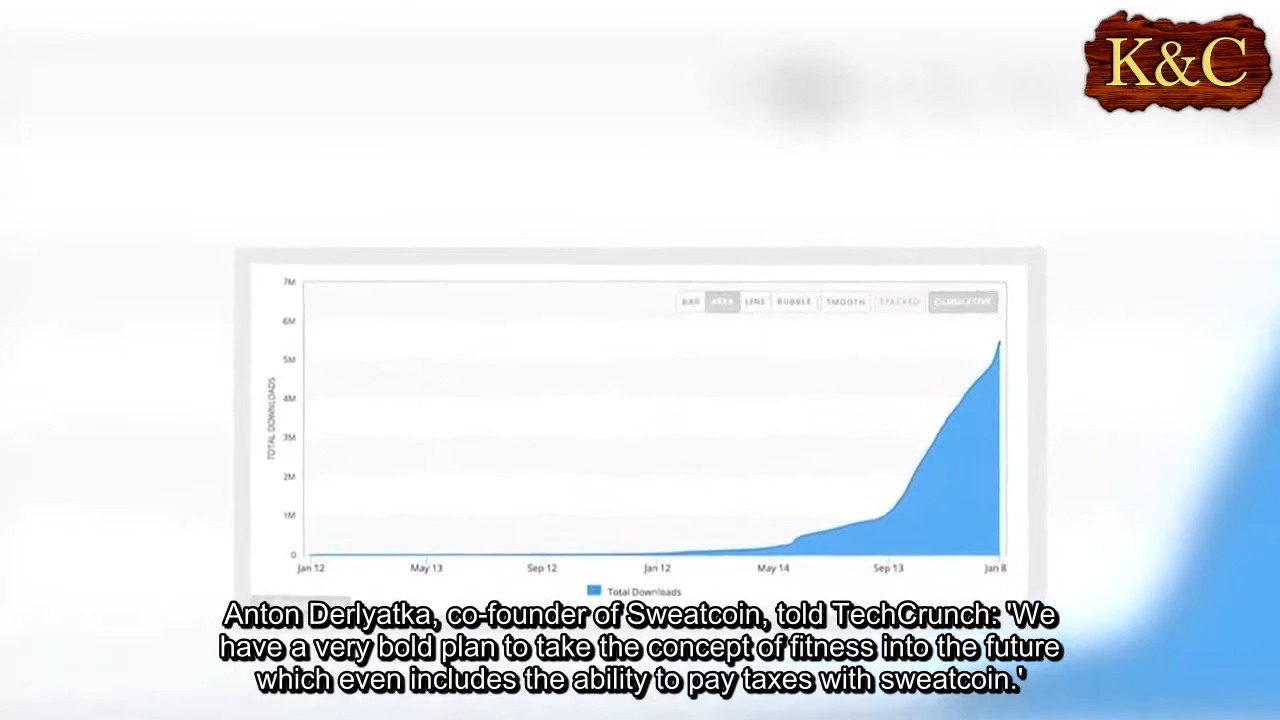 K&C
7M
BAR AREA LINE BUBBLE SMOOTH STACKED CUMULATIVE
6M
5M
4M
3M
2M
1M
0
TOTAL DOWNLOADS
Jan 12 May 13 Sep 12 Jan 12 May 14 Sep 13 Jan 8
Total Downloads
Anton Derlyatka, co-founder of Sweatcoin, told TechCrunch: 'We
have a very bold plan to take the concept of fitness into the future
which even includes the ability to pay taxes with sweatcoin.'